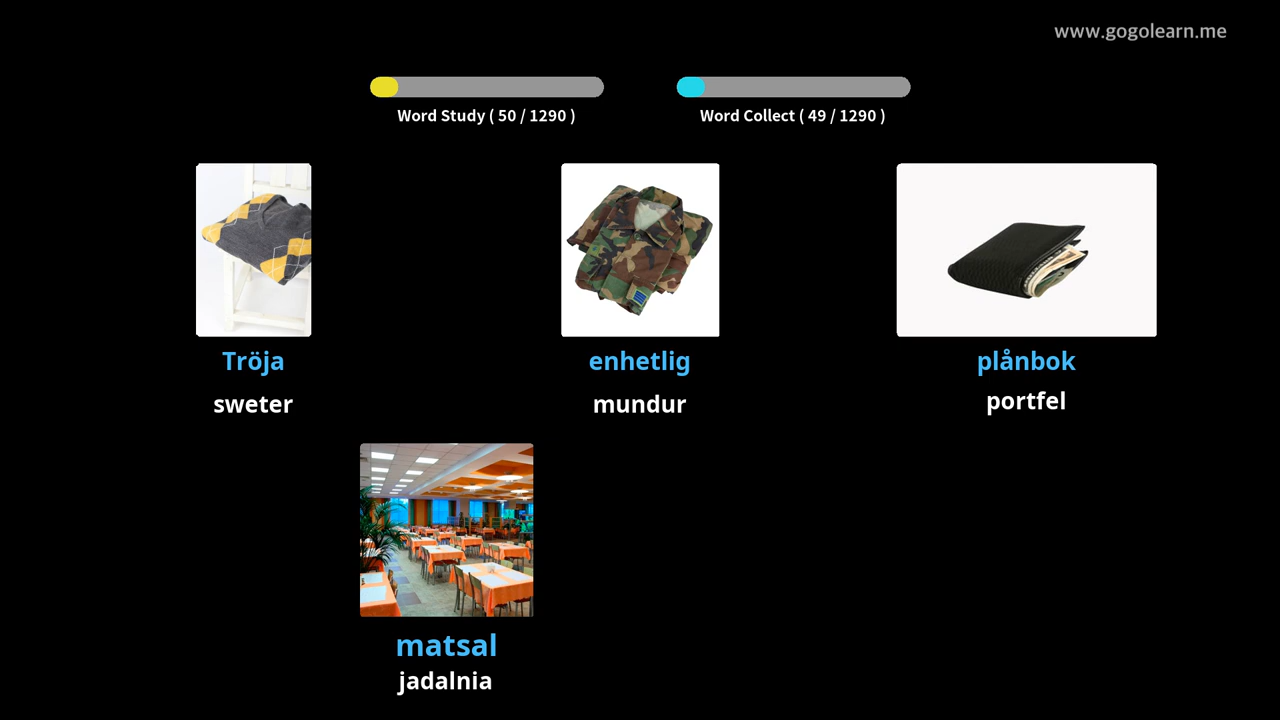 www.gogolearn.me
Word Study ( 50 / 1290 )
Word Collect ( 49 / 1290 )
Tröja
sweter
enhetlig
mundur
plånbok
portfel
matsal
jadalnia